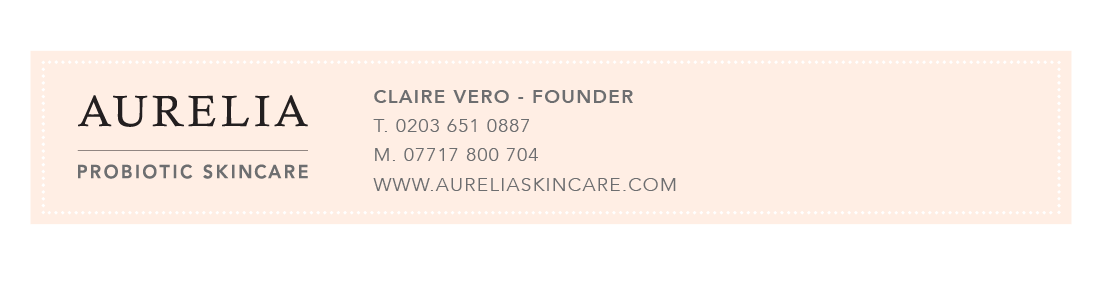 AURELIA
PROBIOTIC SKINCARE
CLAIRE VERO - FOUNDER
T. 0203 651 0887
M. 07717 800 704
WWW.AURELIASKINCARE.COM